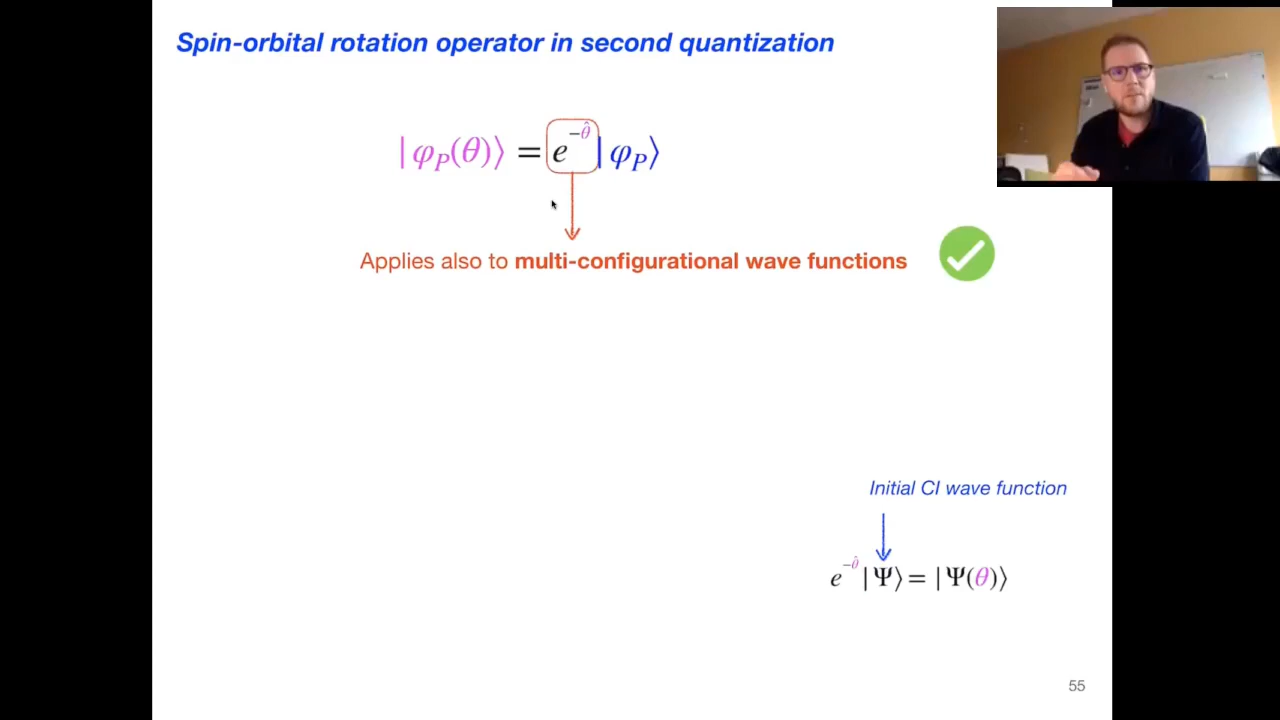 Spin-orbital rotation operator in second quantization
|φ_P(θ)⟩ = e^{-θ̂}|φ_P⟩
Applies also to multi-configurational wave functions
Initial CI wave function
e^{-θ̂}|Ψ⟩ = |Ψ(θ)⟩
55